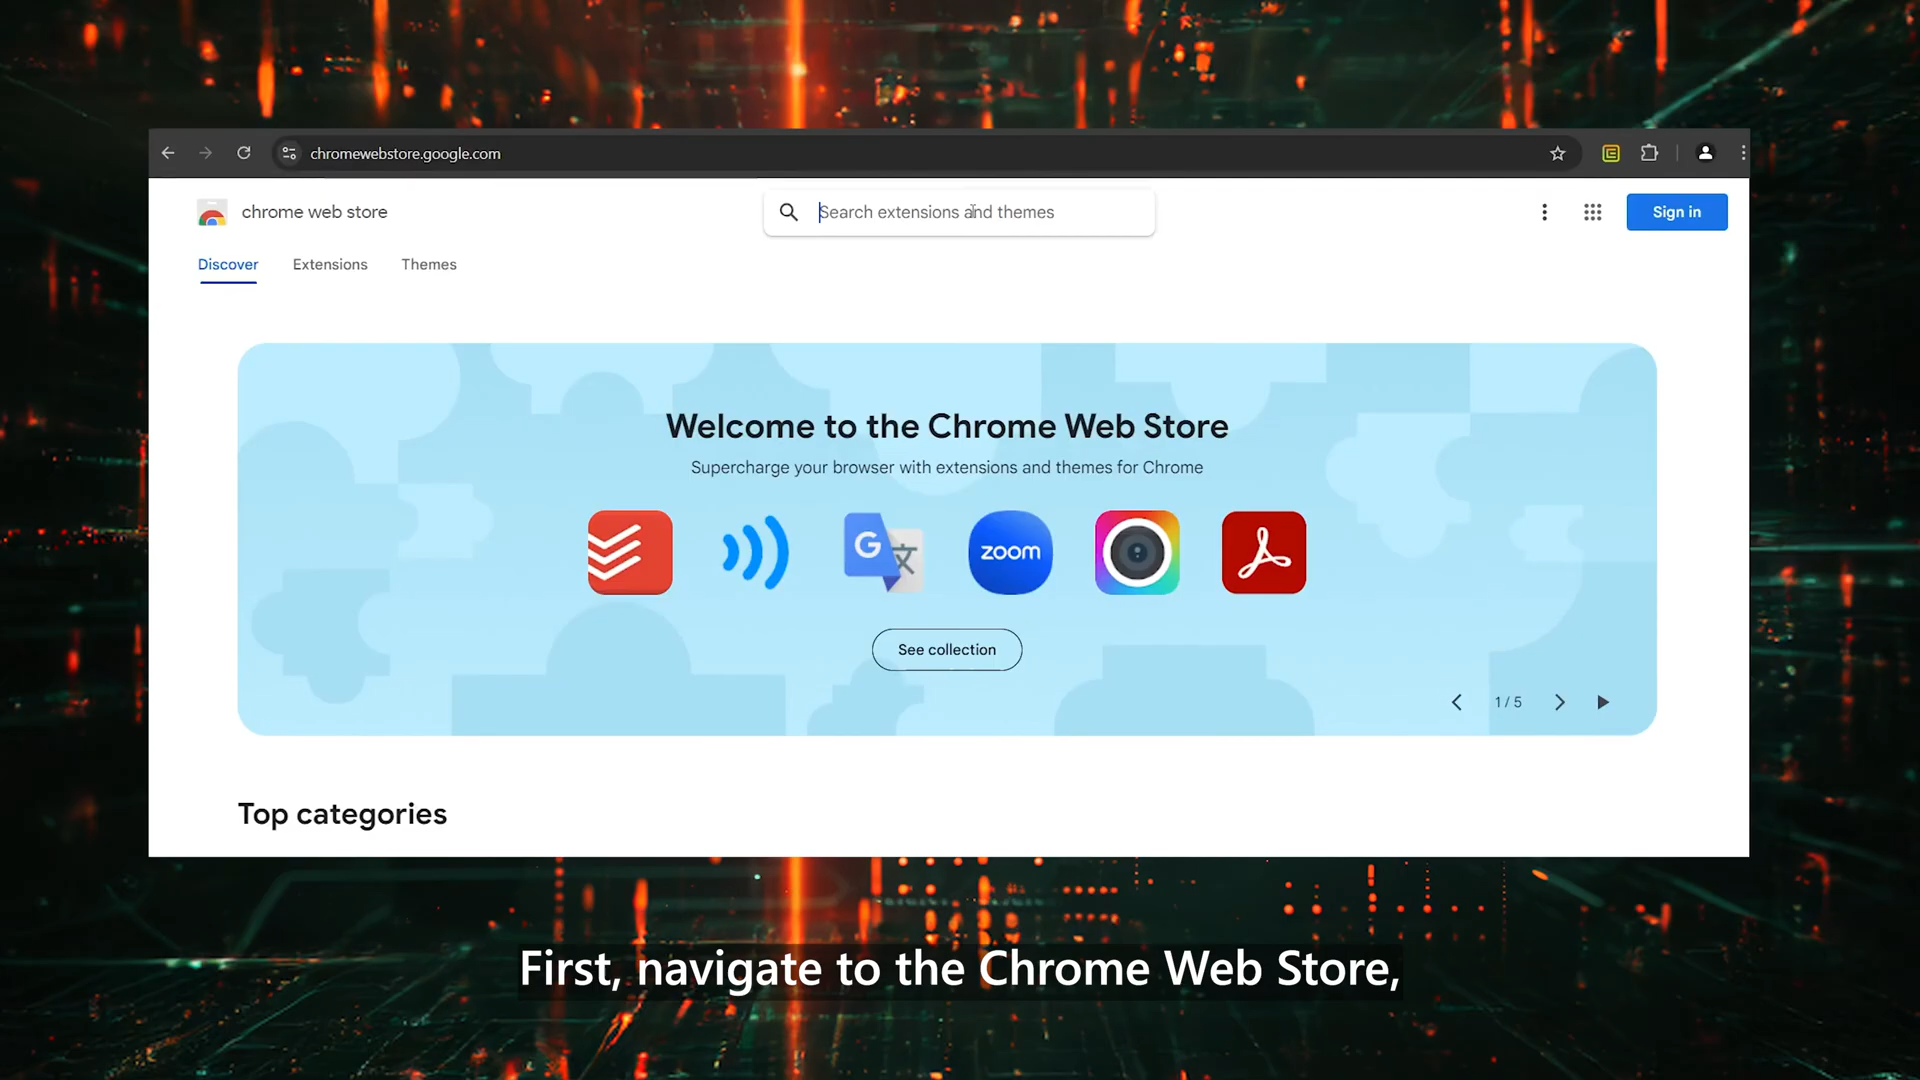 chromewebstore.google.com
chrome web store
Search extensions and themes
Sign in
Discover
Extensions
Themes
Welcome to the Chrome Web Store
Supercharge your browser with extensions and themes for Chrome
G 文
zoom
See collection
1 / 5
Top categories
First, navigate to the Chrome Web Store,